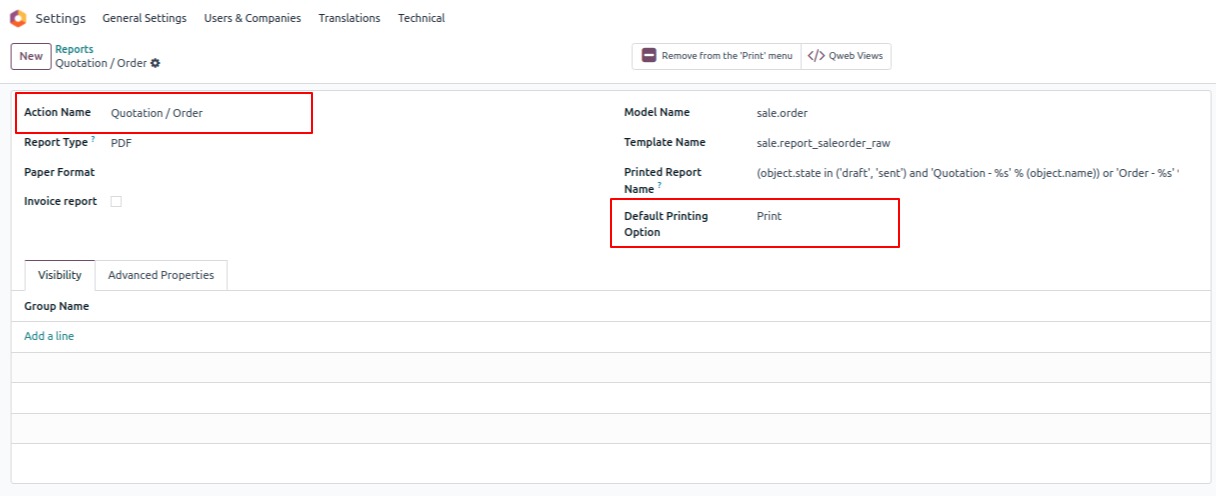 Settings General Settings Users & Companies Translations Technical
New
Reports
Quotation / Order
Remove from the 'Print' menu
</> Qweb Views
Action Name Quotation / Order
Model Name sale.order
Report Type ? PDF
Template Name sale.report_saleorder_raw
Paper Format
Printed Report
Name ?
(object.state in ('draft', 'sent') and 'Quotation - %s' % (object.name)) or 'Order - %s' '
Invoice report
Default Printing
Option
Print
Visibility Advanced Properties
Group Name
Add a line